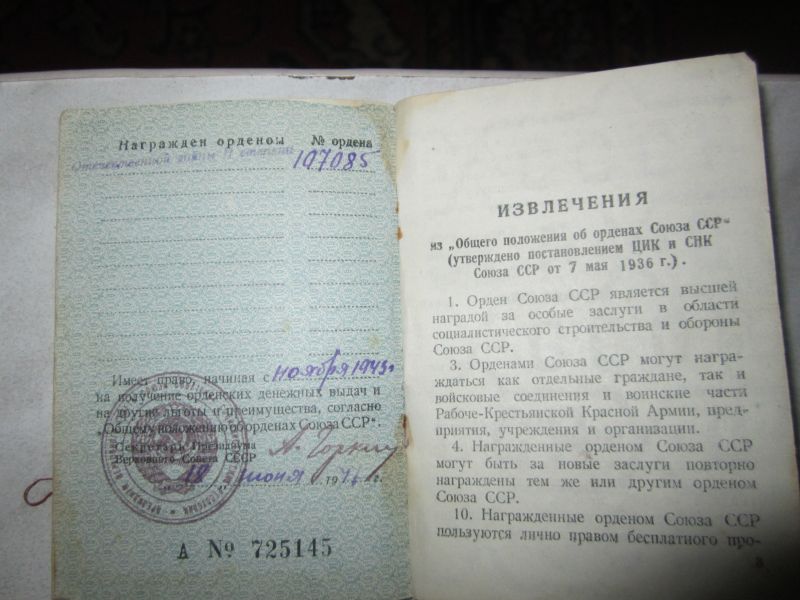 Награжден орденом № ордена
Отечественной войны II степени 197085
Имеет право, начиная с ноября 1943г
на получение орденских денежных выдач и
на другие льготы и преимущества, согласно
„Общему положению об орденах Союза ССР".
Секретарь Президиума
Верховного Совета СССР А. Горкин
18 июня 194 г.
А № 725145
ИЗВЛЕЧЕНИЯ
из „Общего положения об орденах Союза ССР"
(утверждено постановлением ЦИК и СНК
Союза ССР от 7 мая 1936 г.).
1. Орден Союза ССР является высшей
наградой за особые заслуги в области
социалистического строительства и обороны
Союза ССР.
3. Орденами Союза ССР могут награ-
ждаться как отдельные граждане, так и
войсковые соединения и воинские части
Рабоче-Крестьянской Красной Армии, пред-
приятия, учреждения и организации.
4. Награжденные орденом Союза ССР
могут быть за новые заслуги повторно
награждены тем же или другим орденом
Союза ССР.
10. Награжденные орденом Союза ССР
пользуются лично правом бесплатного про-